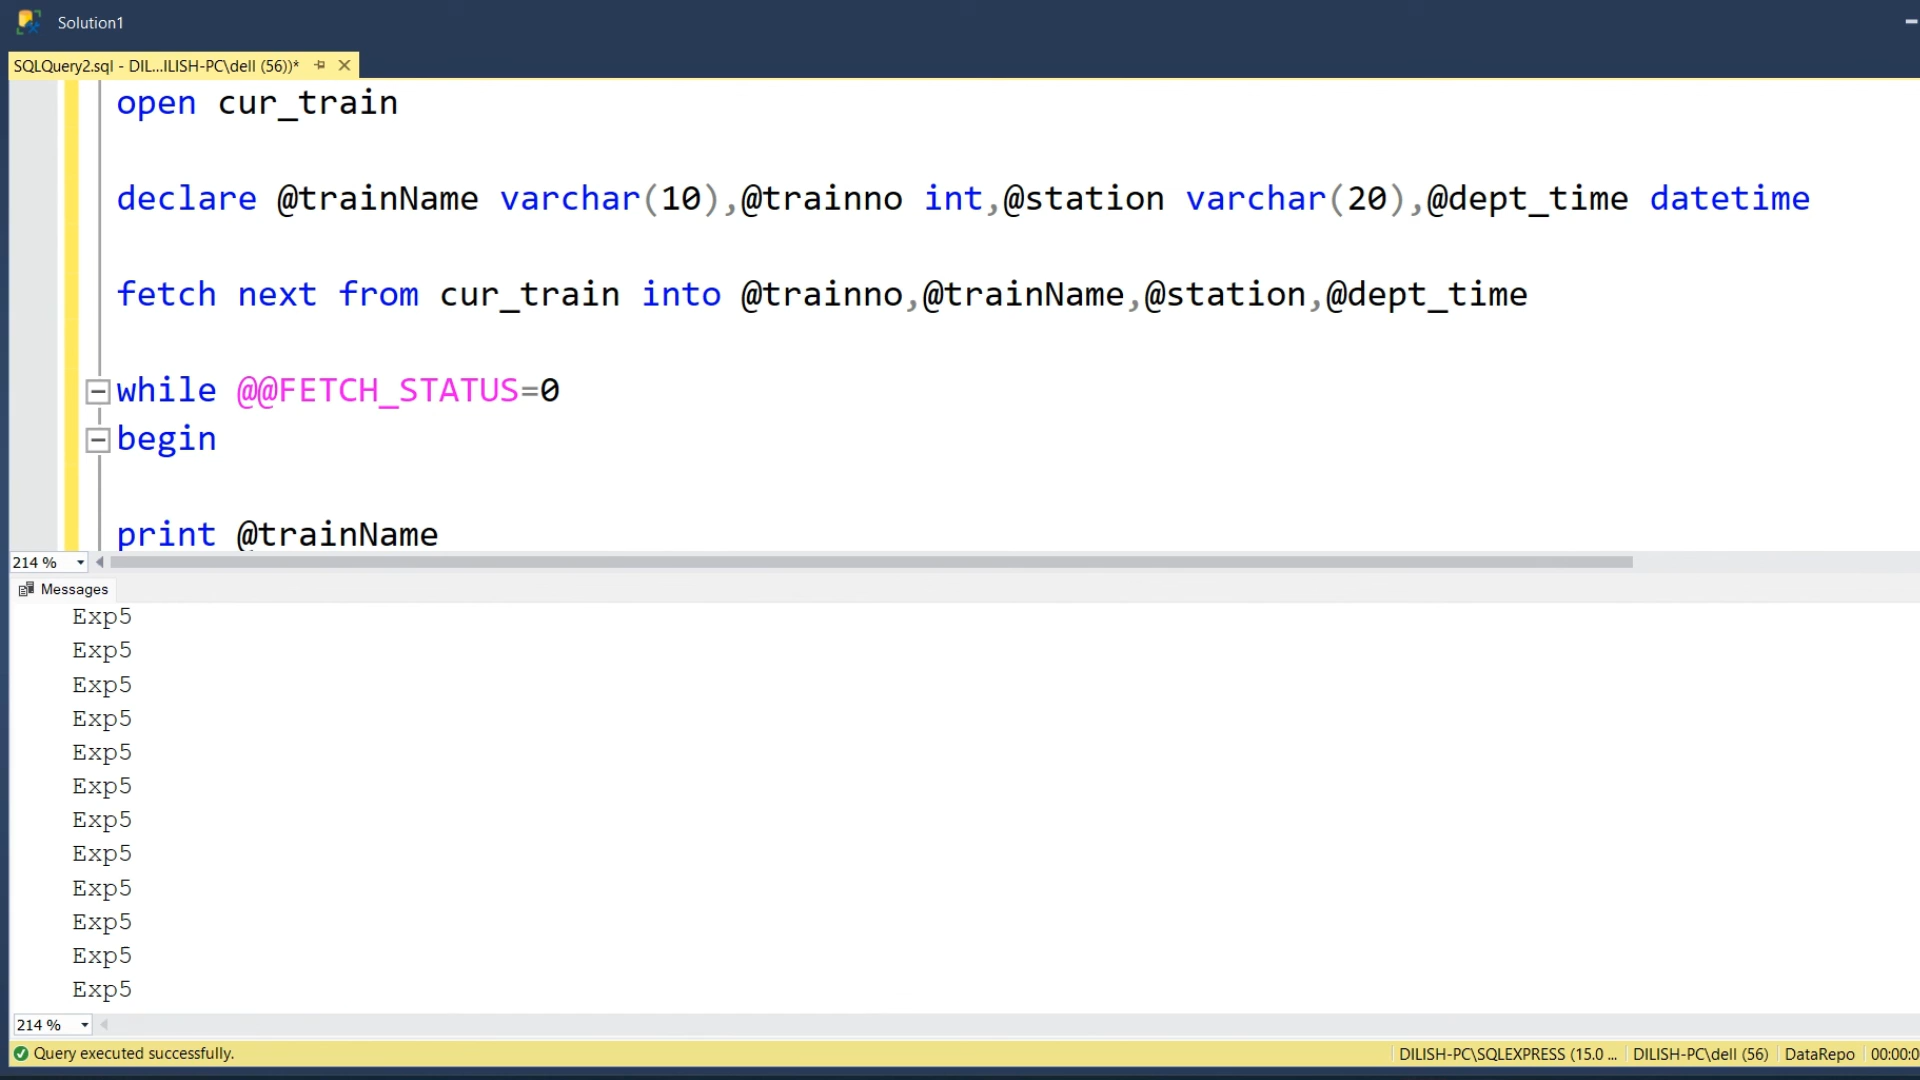 Solution1
SQLQuery2.sql - DIL...ILISH-PC\dell (56))*
open cur_train
declare @trainName varchar(10),@trainno int,@station varchar(20),@dept_time datetime
fetch next from cur_train into @trainno,@trainName,@station,@dept_time
while @@FETCH_STATUS=0
begin
print @trainName
214 %
Messages
Exp5
Exp5
Exp5
Exp5
Exp5
Exp5
Exp5
Exp5
Exp5
Exp5
Exp5
Exp5
214 %
Query executed successfully. DILISH-PC\SQLEXPRESS (15.0 ... DILISH-PC\dell (56) DataRepo 00:00:0